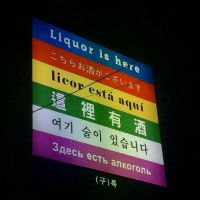 Liquor is here
こちらお酒がございます
licor está aquí
這裡有酒
여기 술이 있습니다
Здесь есть алкоголь